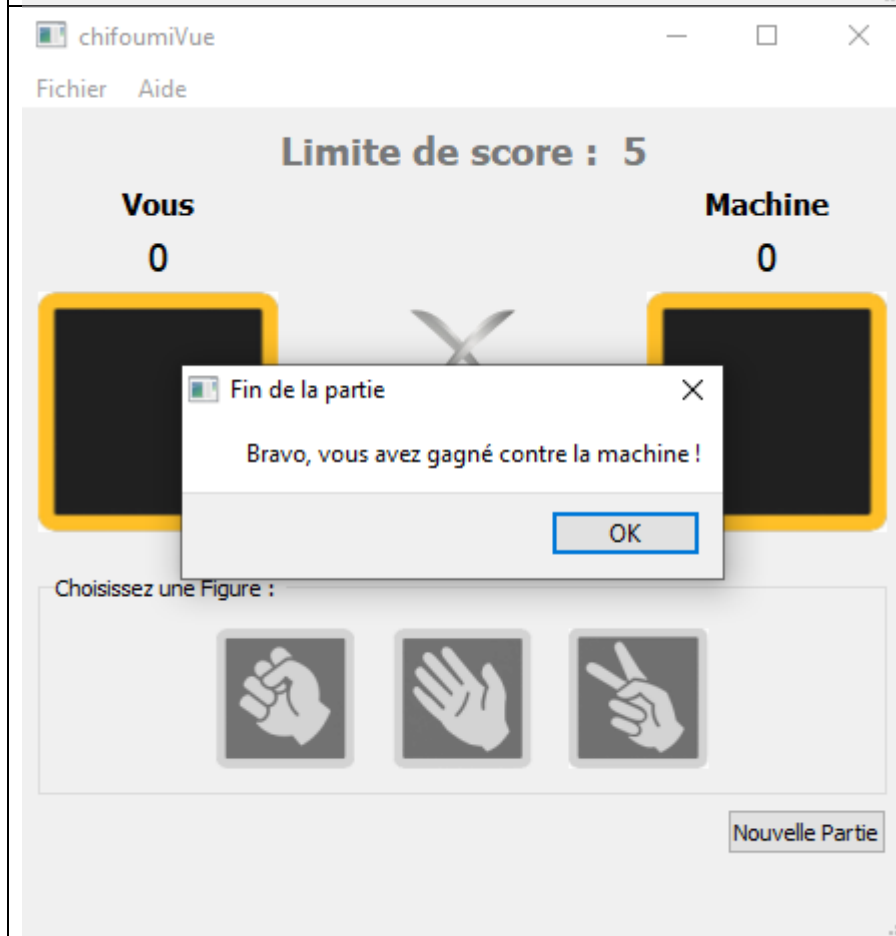 chifoumiVue
Fichier Aide
Limite de score : 5
Vous Machine
0 0
Fin de la partie
Bravo, vous avez gagné contre la machine !
OK
Choisissez une Figure :
Nouvelle Partie